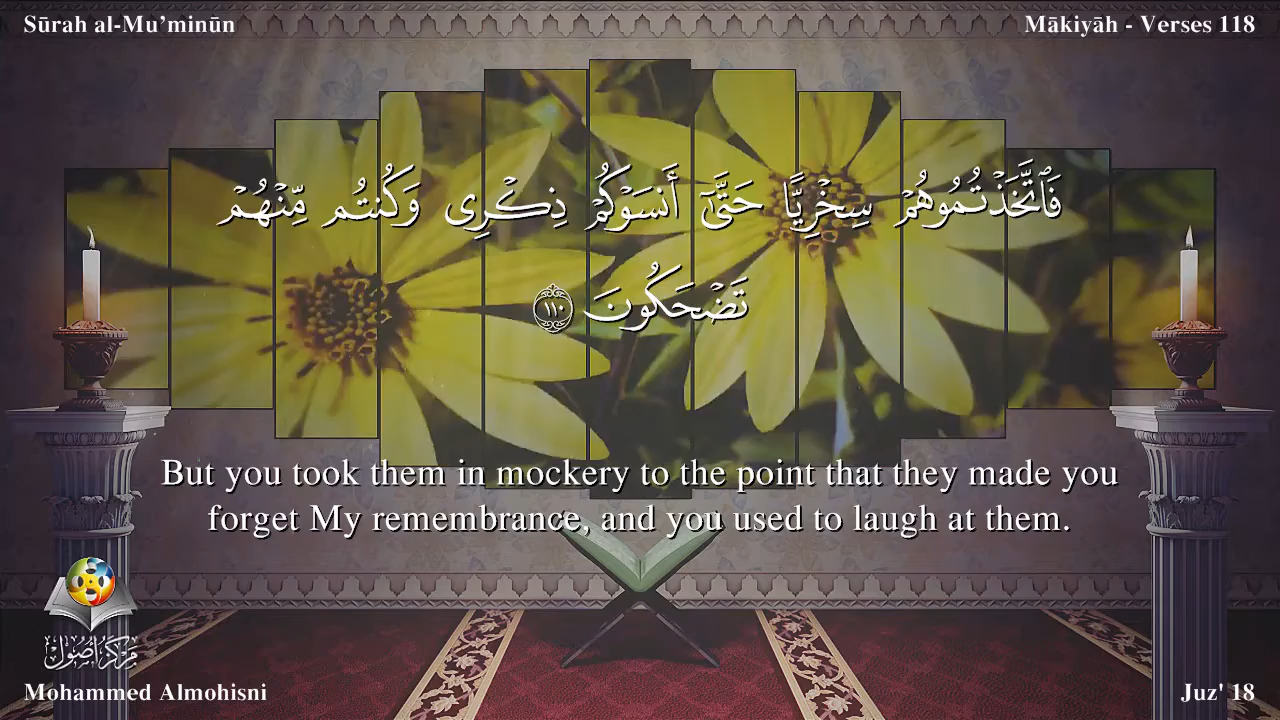 Sūrah al-Mu’minūn
Mākiyāh - Verses 118
فَٱتَّخَذْتُمُوهُمْ سِخْرِيًّا حَتَّىٰٓ أَنسَوْكُمْ ذِكْرِى وَكُنتُم مِّنْهُمْ
تَضْحَكُونَ ١١٠
But you took them in mockery to the point that they made you
forget My remembrance, and you used to laugh at them.
مركز أصول
Mohammed Almohisni
Juz' 18